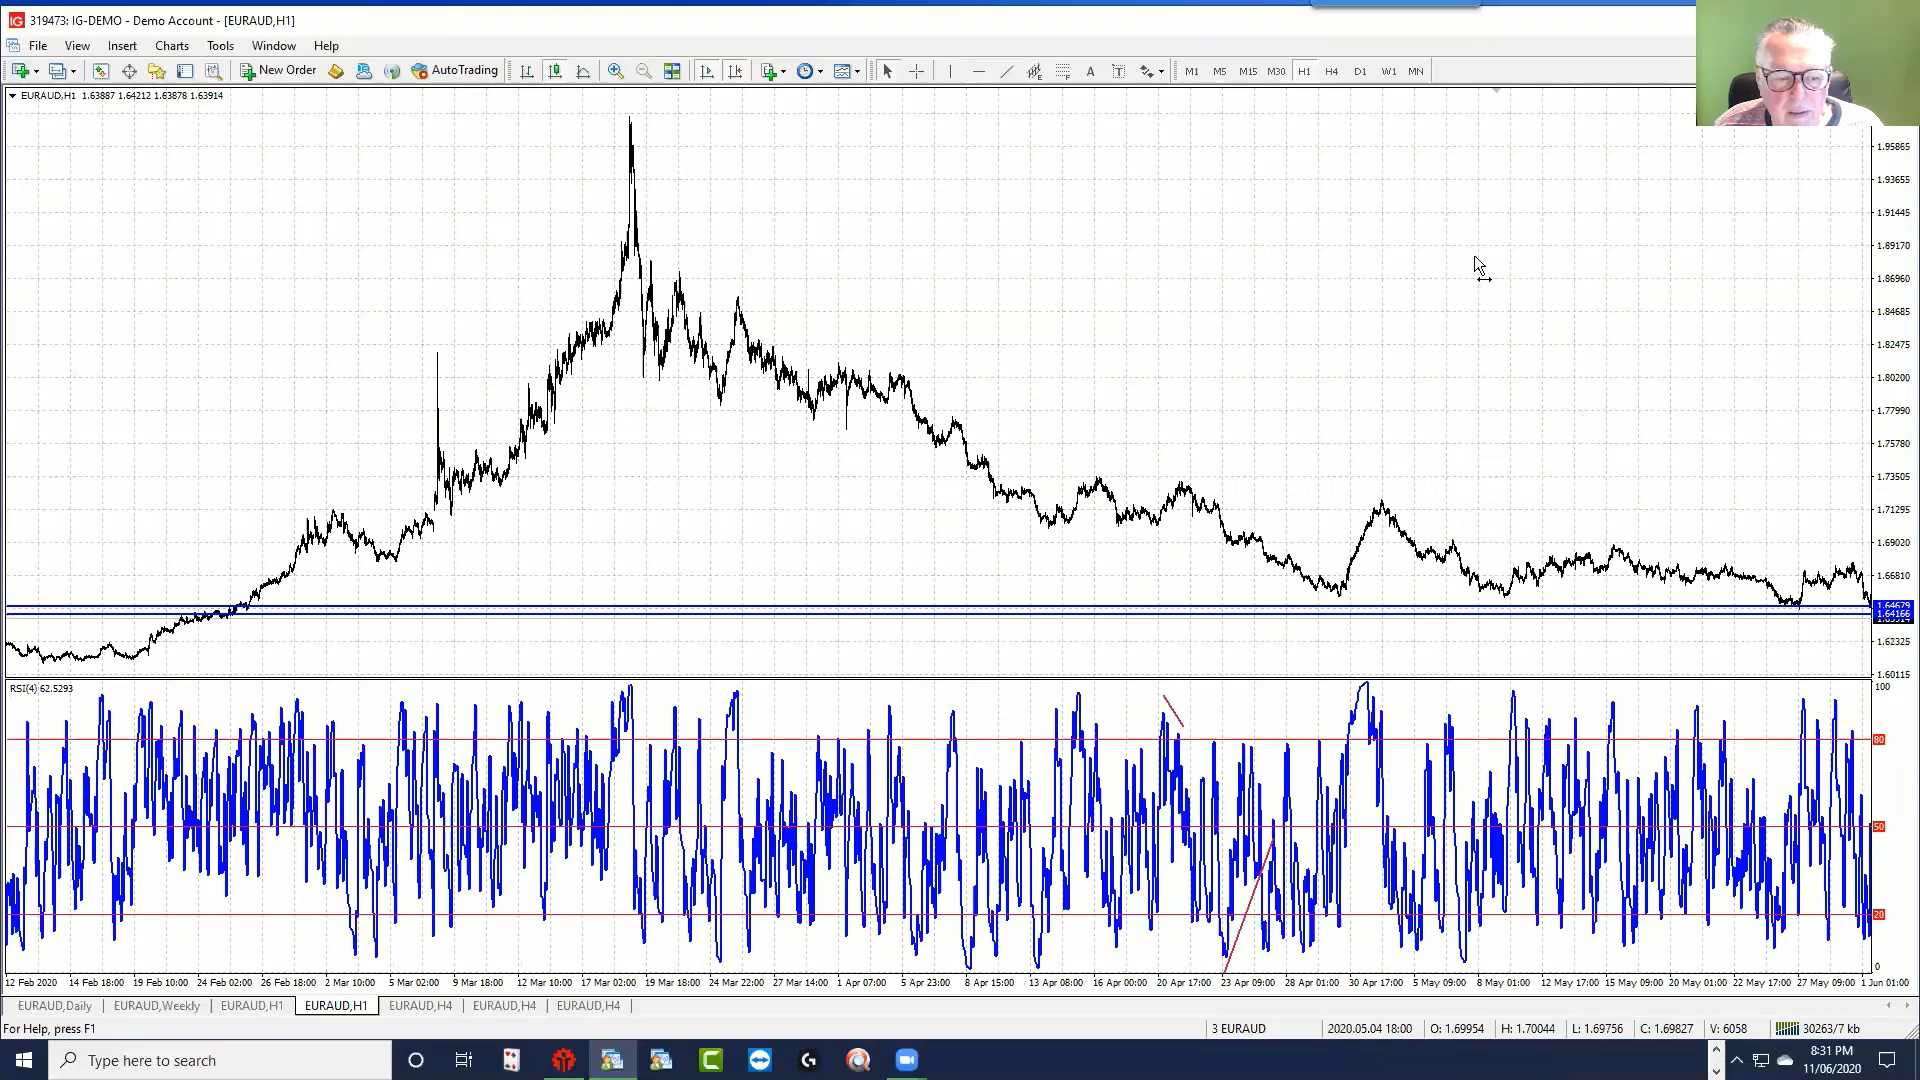 IG 319473: IG-DEMO - Demo Account - [EURAUD,H1]
File View Insert Charts Tools Window Help
New Order AutoTrading A T M1 M5 M15 M30 H1 H4 D1 W1 MN
EURAUD,H1 1.63887 1.64212 1.63878 1.63914
1.95865
1.93655
1.91445
1.89170
1.86960
1.84685
1.82475
1.80200
1.77990
1.75780
1.73505
1.71295
1.69020
1.66810
1.64679
1.64166
1.62325
1.60115
RSI(4) 62.5293
100
80
50
20
0
12 Feb 2020 14 Feb 18:00 19 Feb 10:00 24 Feb 02:00 26 Feb 18:00 2 Mar 10:00 5 Mar 02:00 9 Mar 18:00 12 Mar 10:00 17 Mar 02:00 19 Mar 18:00 24 Mar 22:00 27 Mar 14:00 1 Apr 07:00 5 Apr 23:00 8 Apr 15:00 13 Apr 08:00 16 Apr 00:00 20 Apr 17:00 23 Apr 09:00 28 Apr 01:00 30 Apr 17:00 5 May 09:00 8 May 01:00 12 May 17:00 15 May 09:00 20 May 01:00 22 May 17:00 27 May 09:00 1 Jun 01:00
EURAUD,Daily EURAUD,Weekly EURAUD,H1 EURAUD,H1 EURAUD,H4 EURAUD,H4 EURAUD,H4
For Help, press F1 3 EURAUD 2020.05.04 18:00 O: 1.69954 H: 1.70044 L: 1.69756 C: 1.69827 V: 6058 30263/7 kb
Type here to search
8:31 PM
11/06/2020